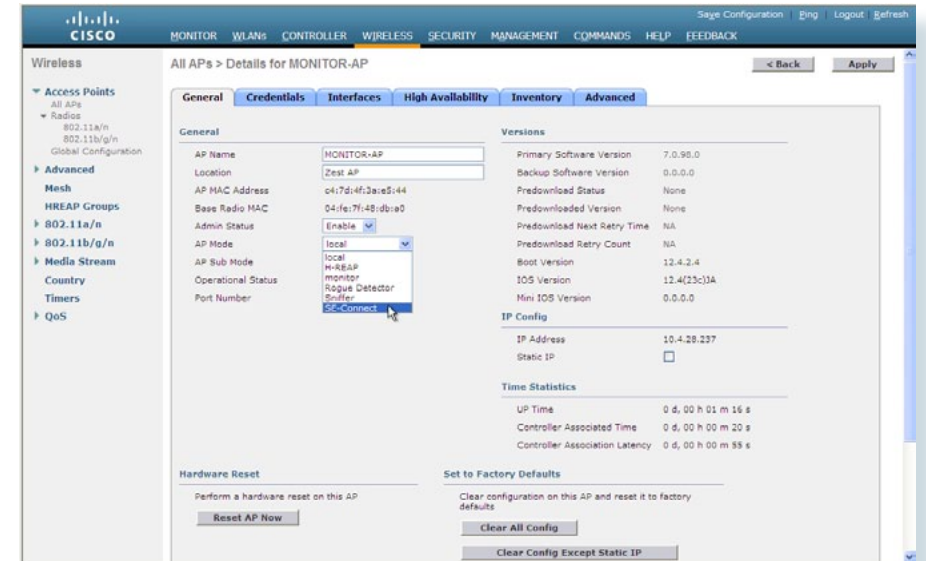 Save Configuration | Ping | Logout | Refresh
CISCO
MONITOR WLANs CONTROLLER WIRELESS SECURITY MANAGEMENT COMMANDS HELP FEEDBACK
Wireless
Access Points
All APs
Radios
802.11a/n
802.11b/g/n
Global Configuration
Advanced
Mesh
HREAP Groups
802.11a/n
802.11b/g/n
Media Stream
Country
Timers
QoS
All APs > Details for MONITOR-AP
< Back
Apply
General Credentials Interfaces High Availability Inventory Advanced
General
AP Name MONITOR-AP
Location Zest AP
AP MAC Address c4:7d:4f:3a:e5:44
Base Radio MAC 04:fe:7f:48:db:a0
Admin Status Enable
AP Mode local
AP Sub Mode
Operational Status
Port Number
local
H-REAP
monitor
Rogue Detector
Sniffer
SE-Connect
Versions
Primary Software Version 7.0.98.0
Backup Software Version 0.0.0.0
Predownload Status None
Predownloaded Version None
Predownload Next Retry Time NA
Predownload Retry Count NA
Boot Version 12.4.2.4
IOS Version 12.4(23c)JA
Mini IOS Version 0.0.0.0
IP Config
IP Address 10.4.28.237
Static IP
Time Statistics
UP Time 0 d, 00 h 01 m 16 s
Controller Associated Time 0 d, 00 h 00 m 20 s
Controller Association Latency 0 d, 00 h 00 m 55 s
Hardware Reset
Perform a hardware reset on this AP
Reset AP Now
Set to Factory Defaults
Clear configuration on this AP and reset it to factory
defaults
Clear All Config
Clear Config Except Static IP